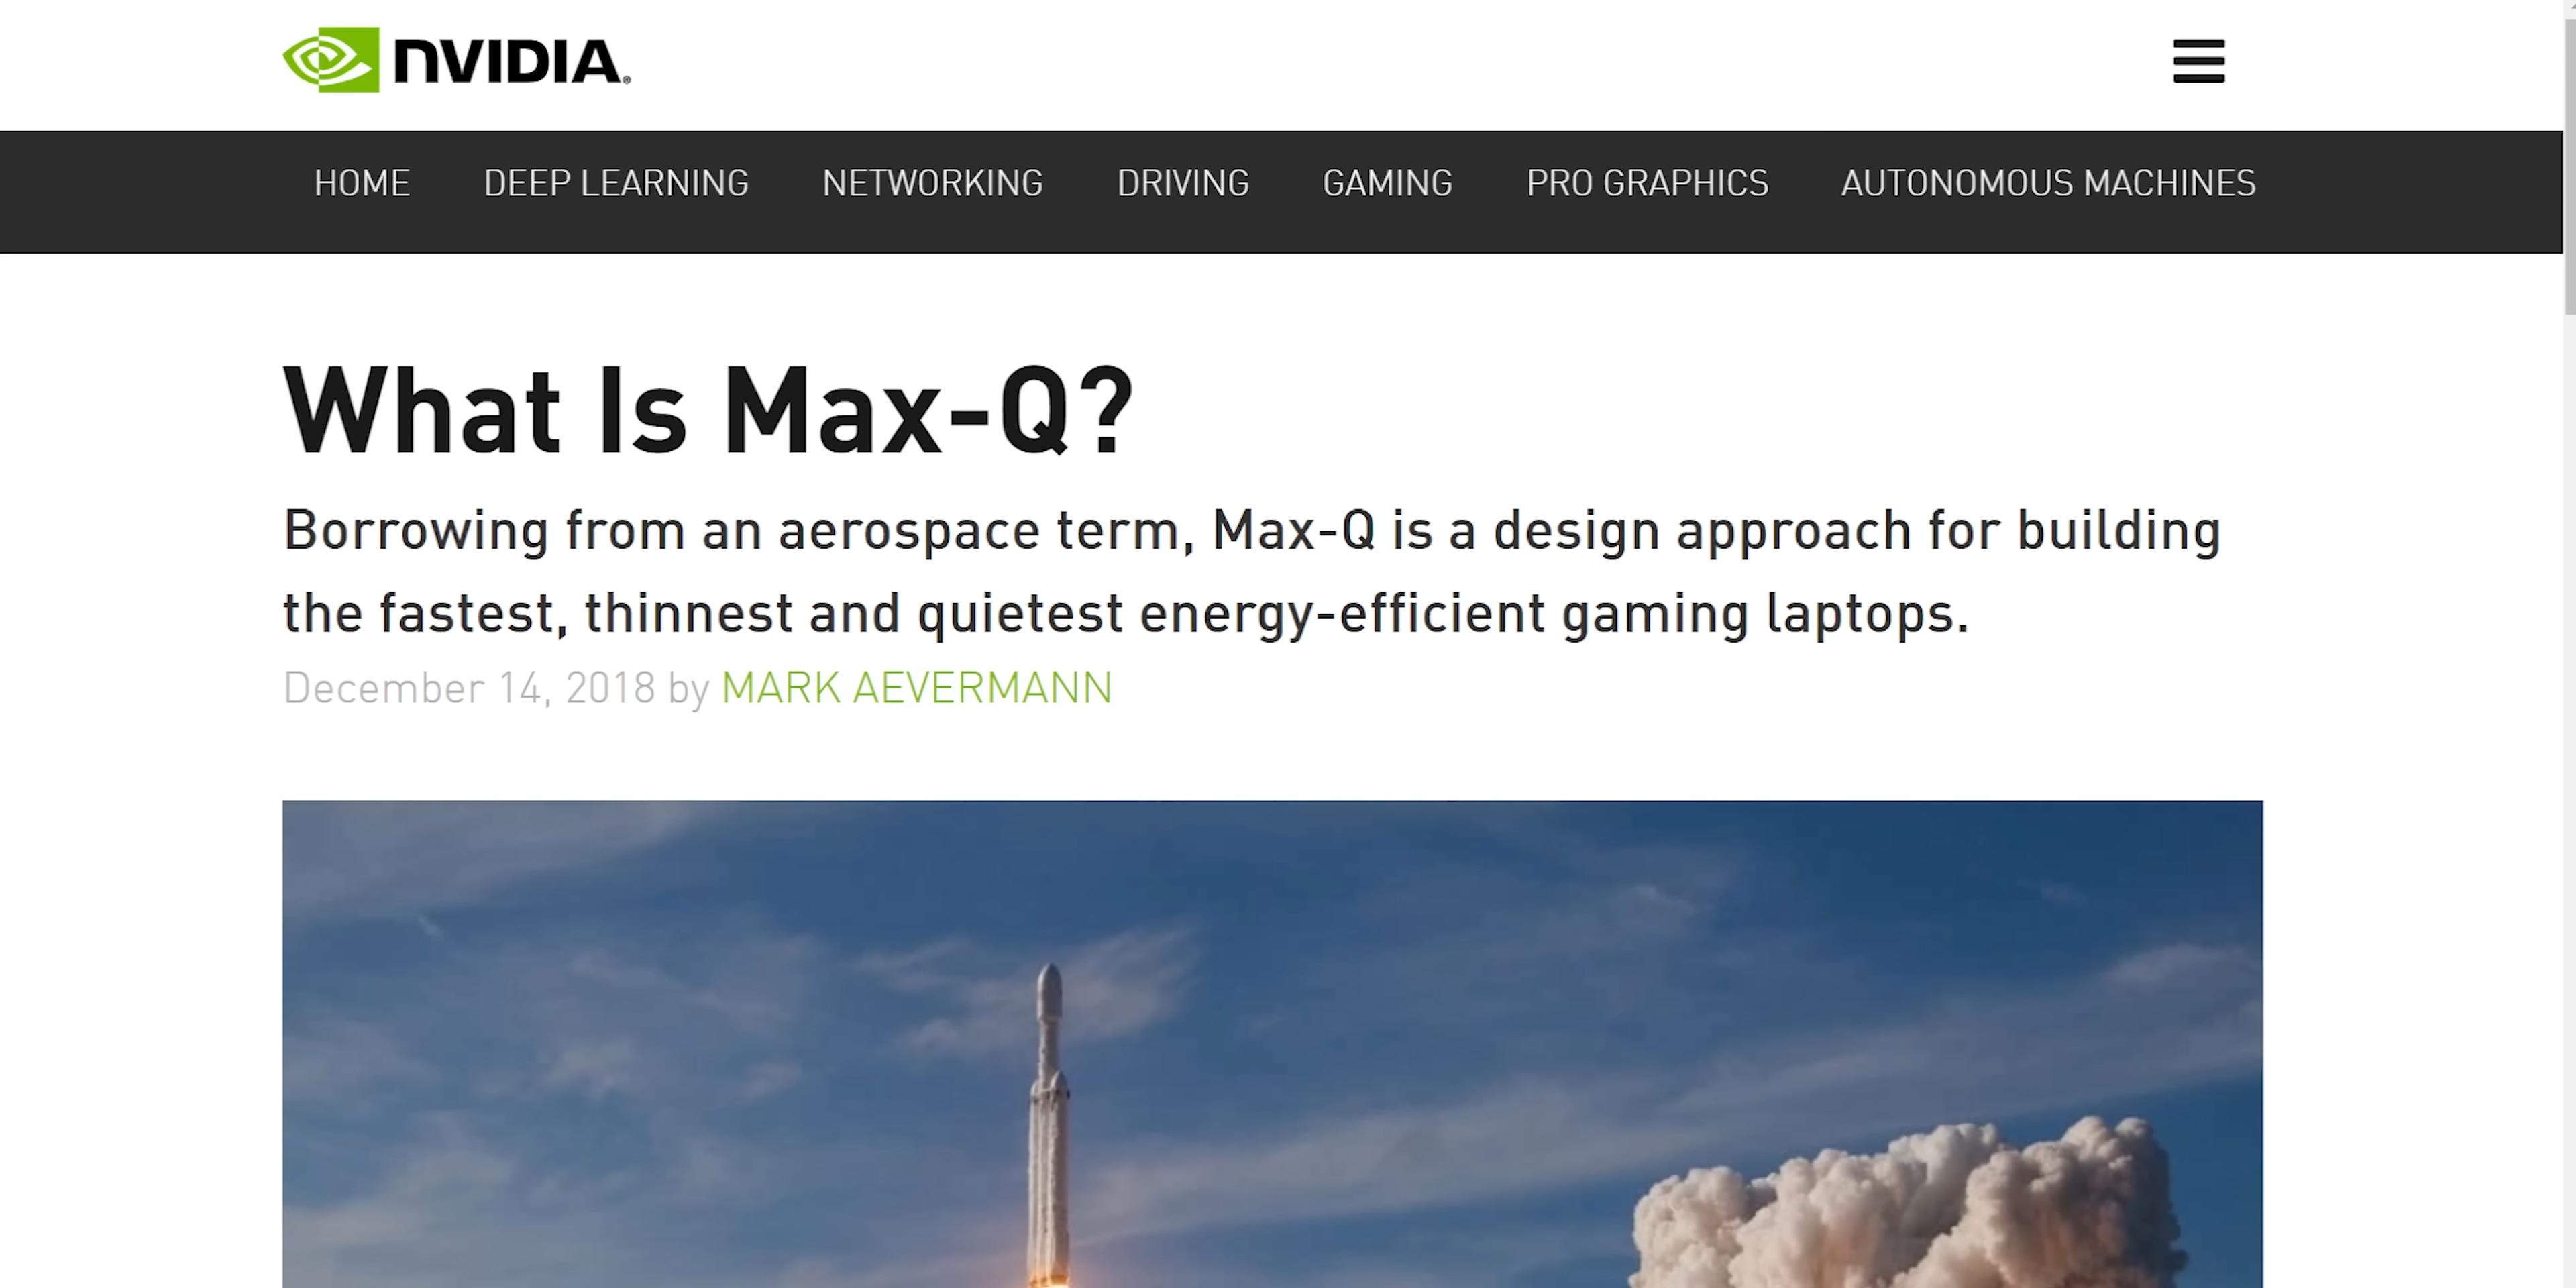 NVIDIA.
HOME DEEP LEARNING NETWORKING DRIVING GAMING PRO GRAPHICS AUTONOMOUS MACHINES
What Is Max-Q?
Borrowing from an aerospace term, Max-Q is a design approach for building
the fastest, thinnest and quietest energy-efficient gaming laptops.
December 14, 2018 by MARK AEVERMANN